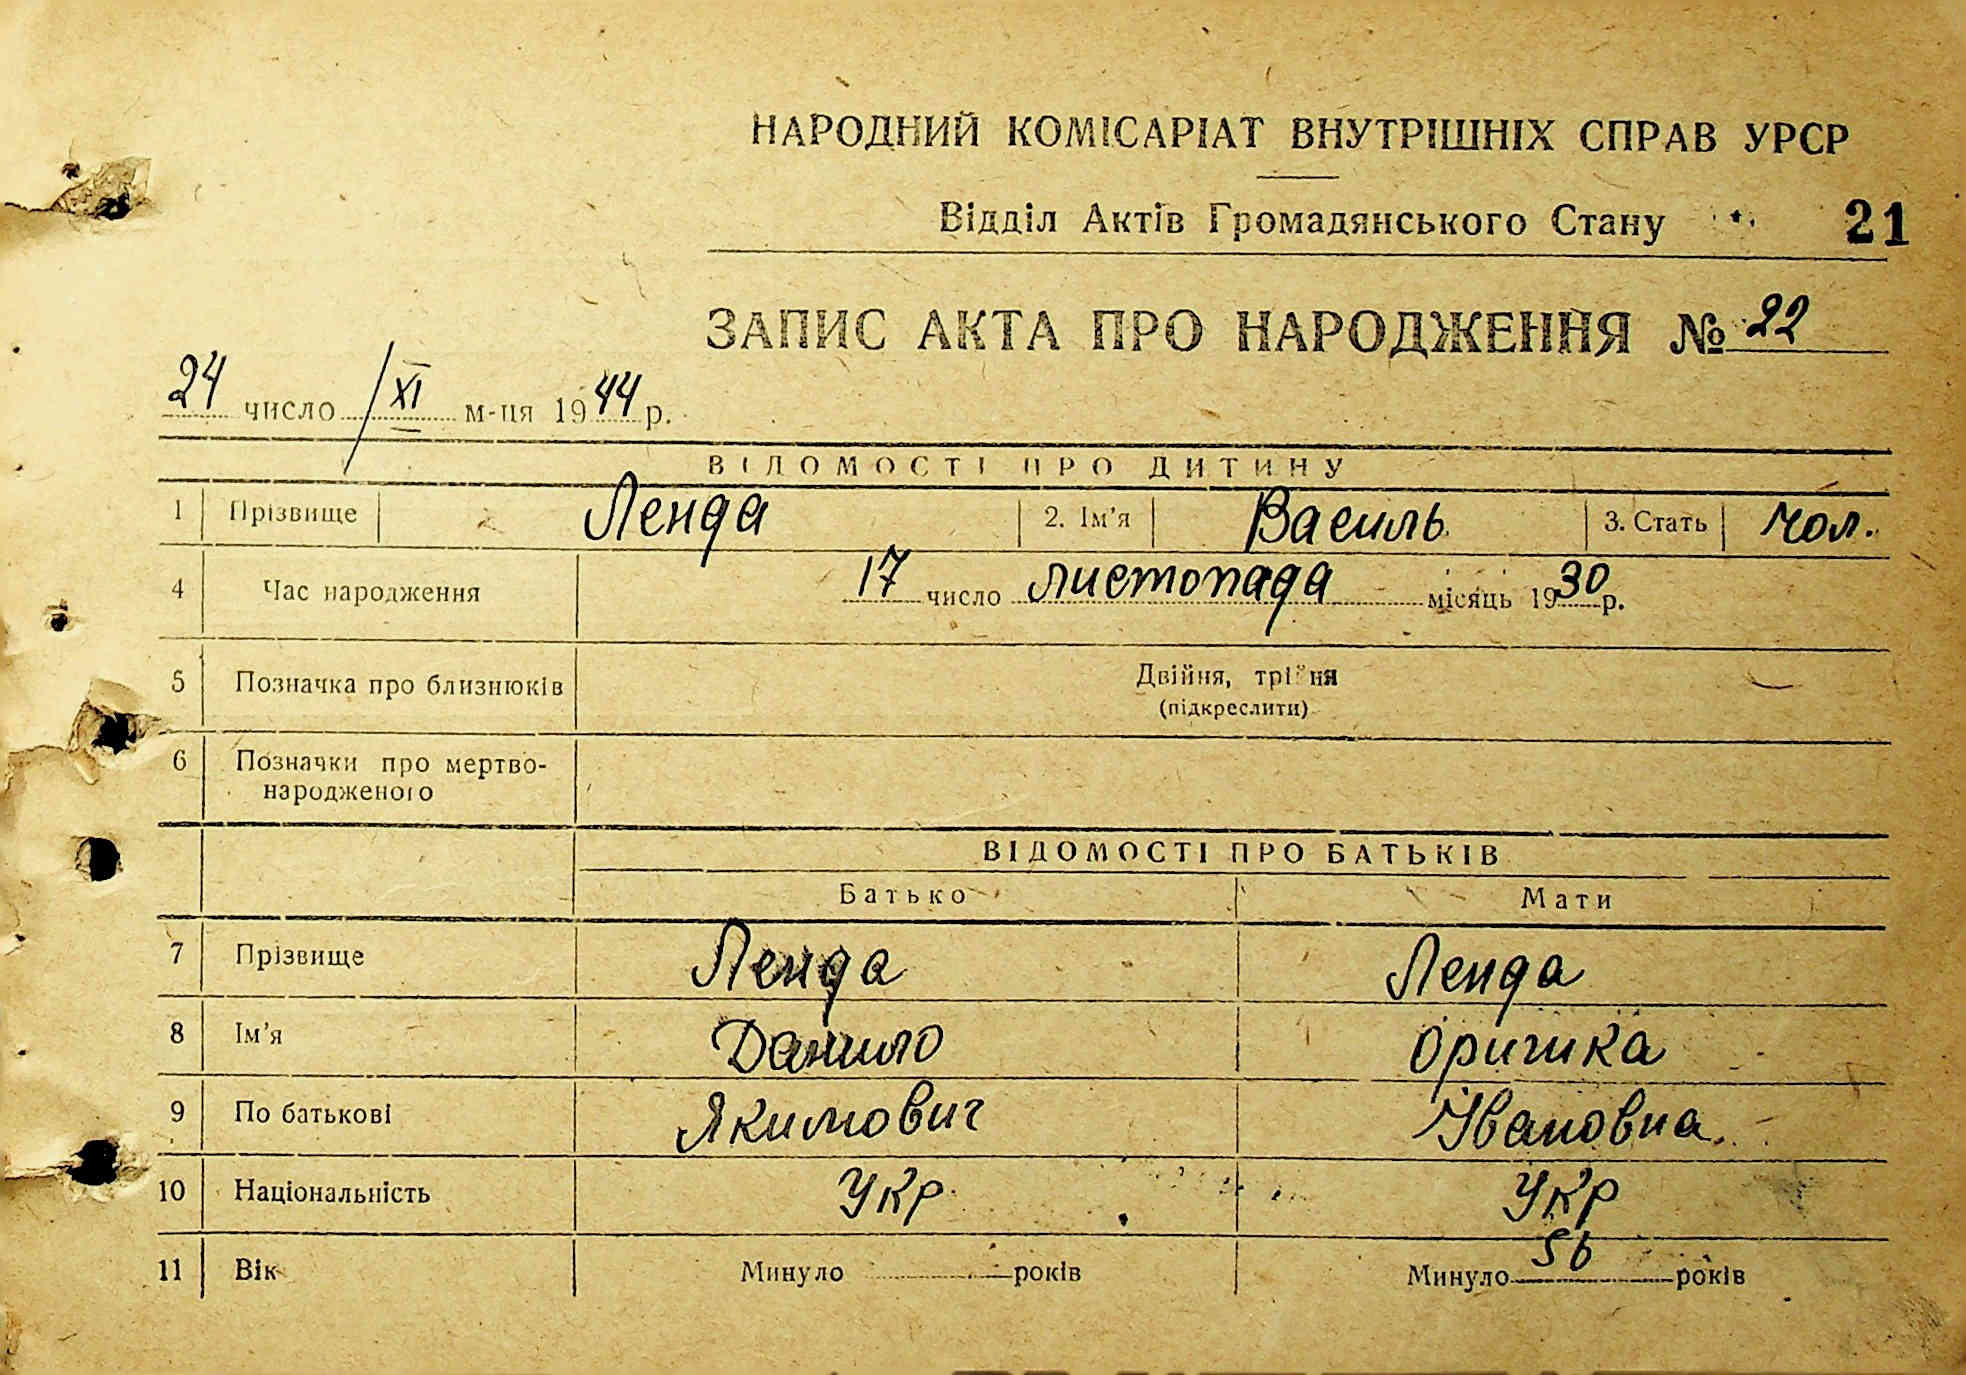 НАРОДНИЙ КОМІСАРІАТ ВНУТРІШНІХ СПРАВ УРСР
Відділ Актів Громадянського Стану 21
ЗАПИС АКТА ПРО НАРОДЖЕННЯ № 22
24 число / XI м-ця 1944 р.
ВІДОМОСТІ ПРО ДИТИНУ
1 Прізвище Ленда 2. Ім'я Василь 3. Стать чол.
4 Час народження 17 число листопада місяць 1930 р.
5 Позначка про близнюків Двійня, трійня
(підкреслити)
6 Позначки про мертво-
народженого
ВІДОМОСТІ ПРО БАТЬКІВ
Батько Мати
7 Прізвище Ленда Ленда
8 Ім'я Данило Оришка
9 По батькові Якимович Івановна
10 Національність Укр Укр
11 Вік Минуло років Минуло 56 років